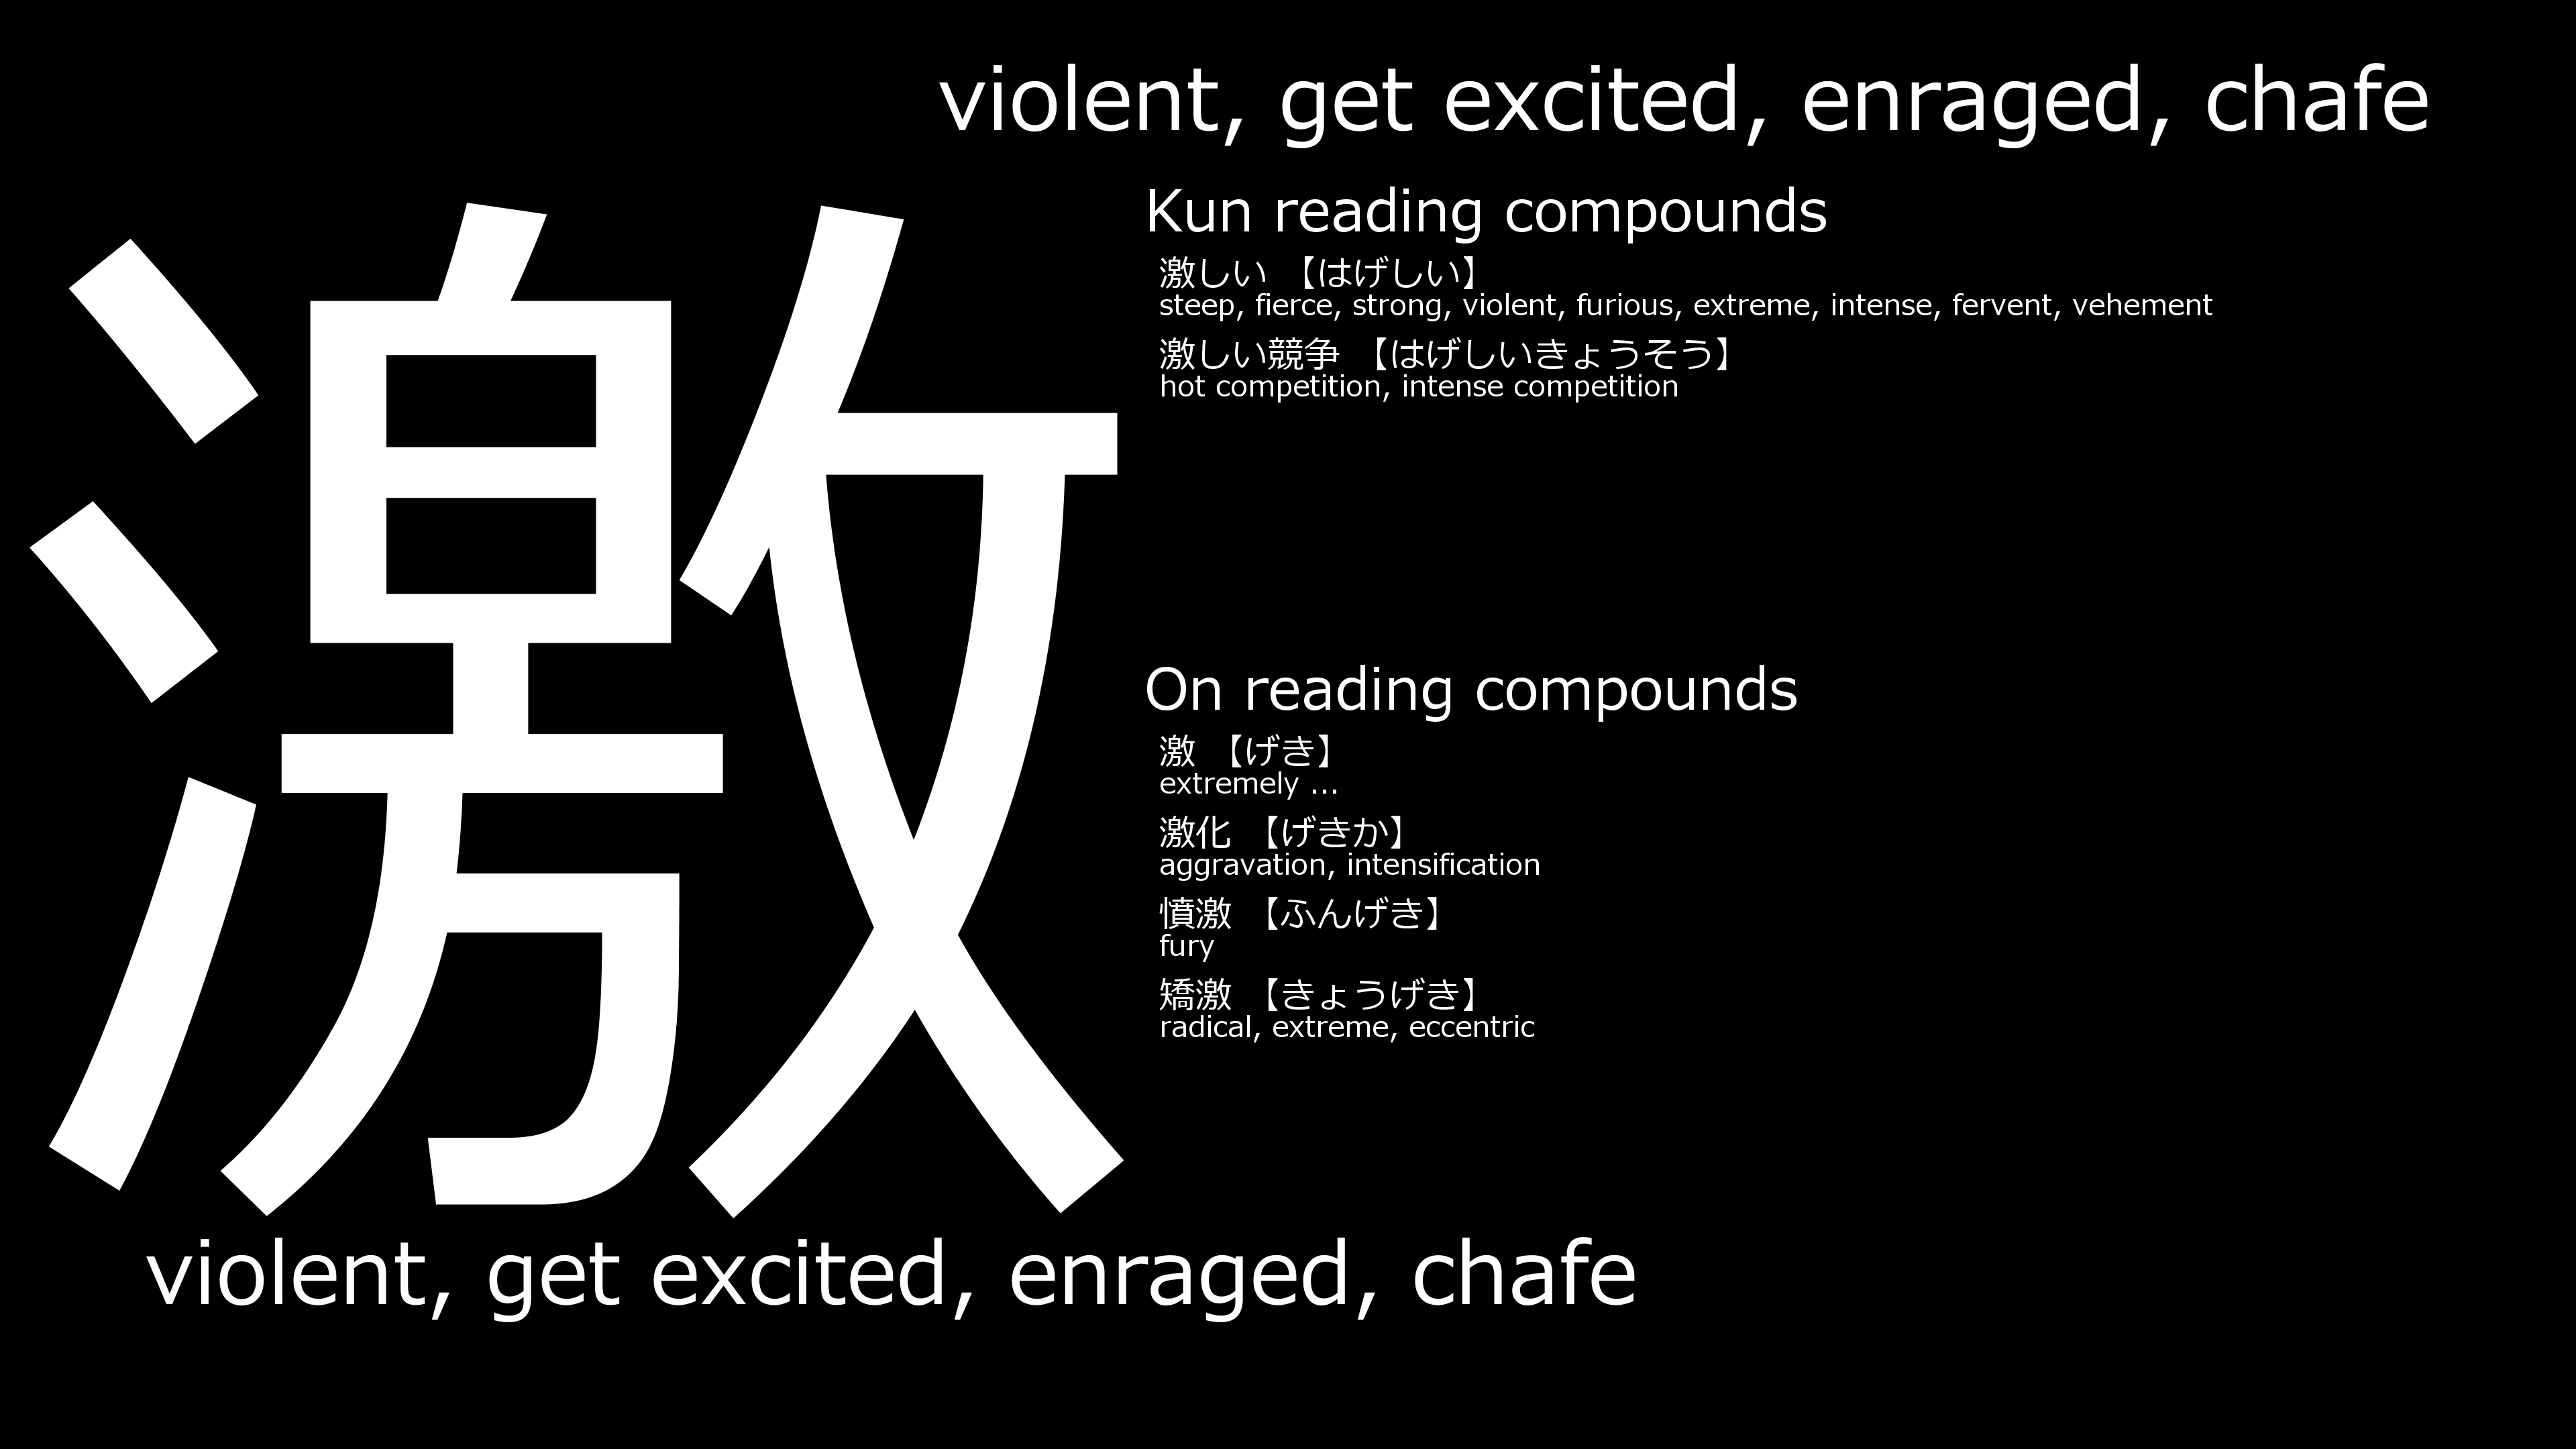 violent, get excited, enraged, chafe
激
Kun reading compounds
激しい 【はげしい】
steep, fierce, strong, violent, furious, extreme, intense, fervent, vehement
激しい競争 【はげしいきょうそう】
hot competition, intense competition
On reading compounds
激 【げき】
extremely ...
激化 【げきか】
aggravation, intensification
憤激 【ふんげき】
fury
矯激 【きょうげき】
radical, extreme, eccentric
violent, get excited, enraged, chafe